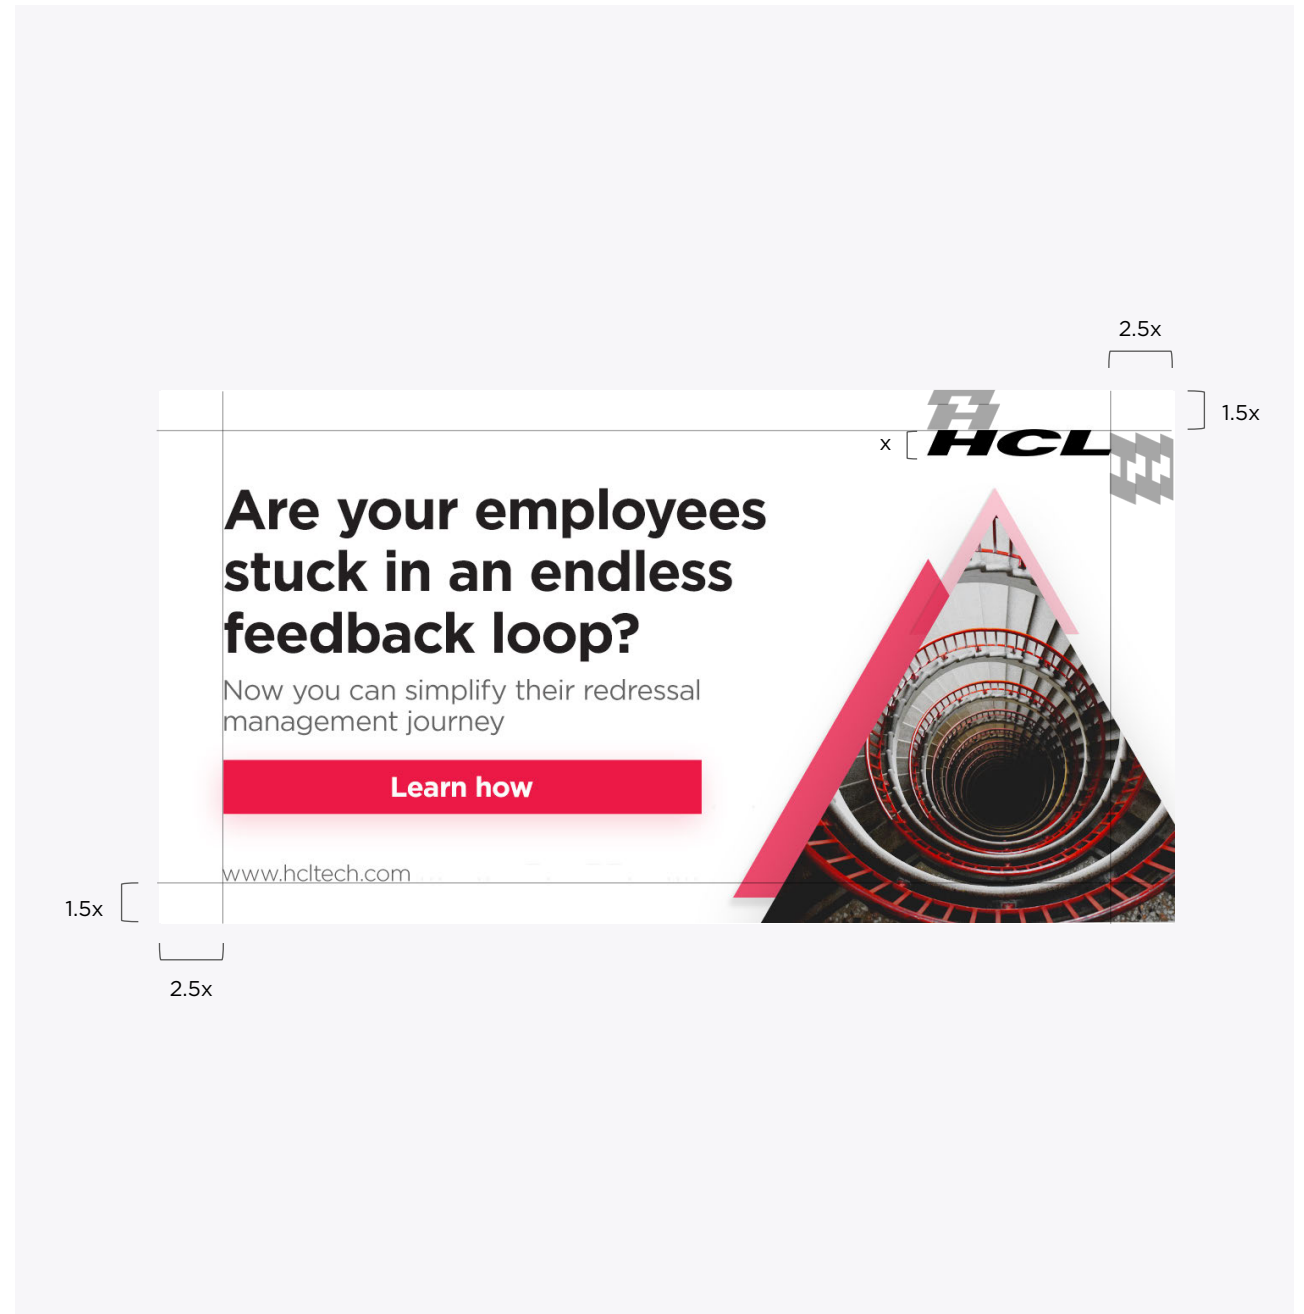 2.5x
1.5x
x
HCL
Are your employees
stuck in an endless
feedback loop?
Now you can simplify their redressal
management journey
Learn how
www.hcltech.com
1.5x
2.5x